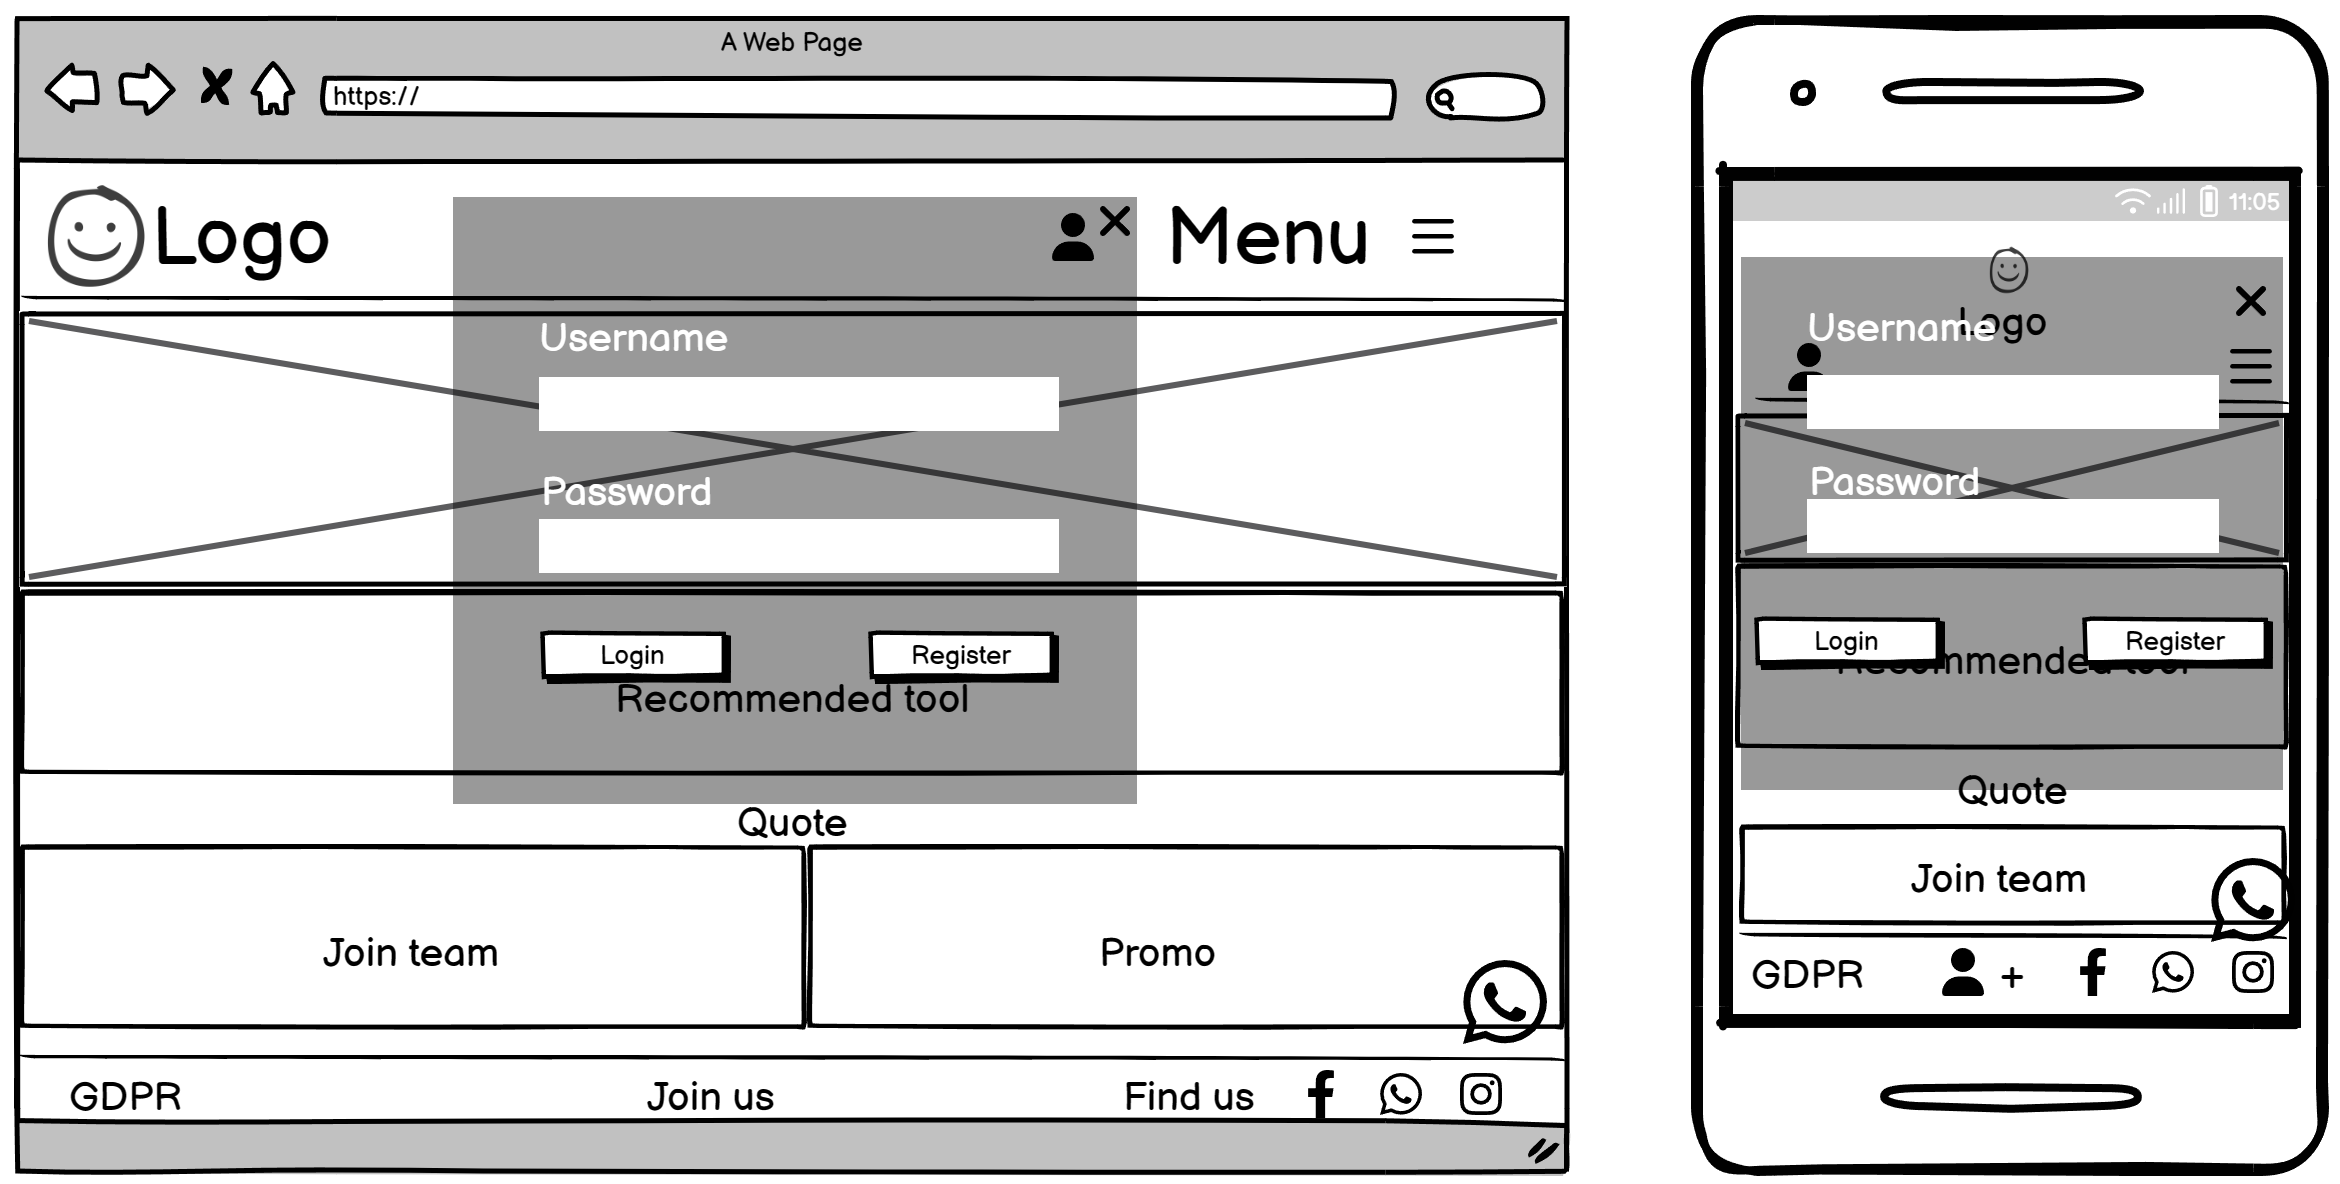 A Web Page
https://
Logo
Menu
Username
Password
Login
Register
Recommended tool
Quote
Join team
Promo
GDPR
Join us
Find us
11:05
Logo
Username
Password
Login
Register
Recommended tool
Quote
Join team
GDPR
+